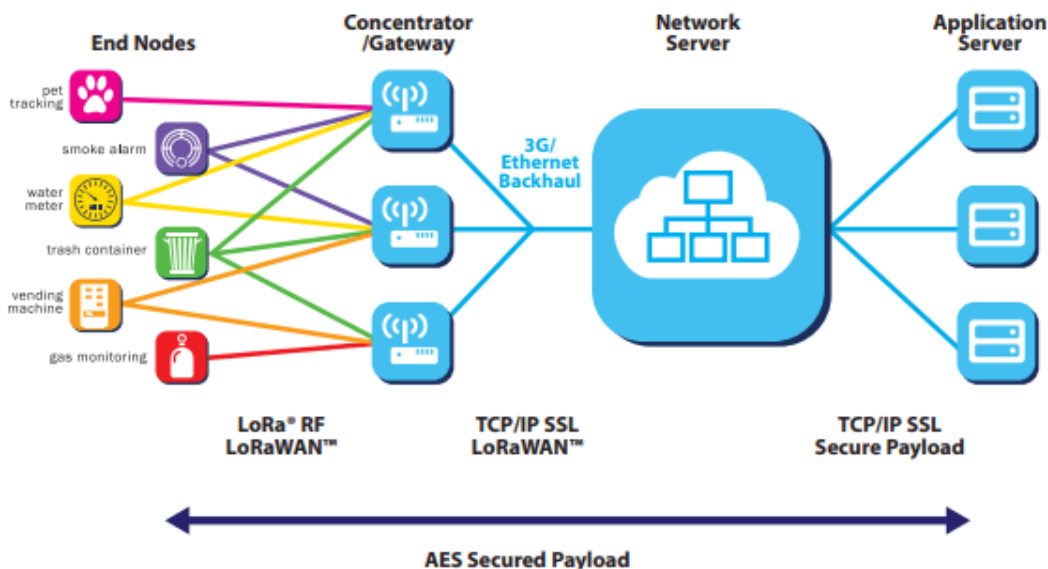 End Nodes
Concentrator
/Gateway
Network
Server
Application
Server
pet
tracking
smoke alarm
water
meter
trash container
vending
machine
gas monitoring
3G/
Ethernet
Backhaul
LoRa® RF
LoRaWAN™
TCP/IP SSL
LoRaWAN™
TCP/IP SSL
Secure Payload
AES Secured Payload